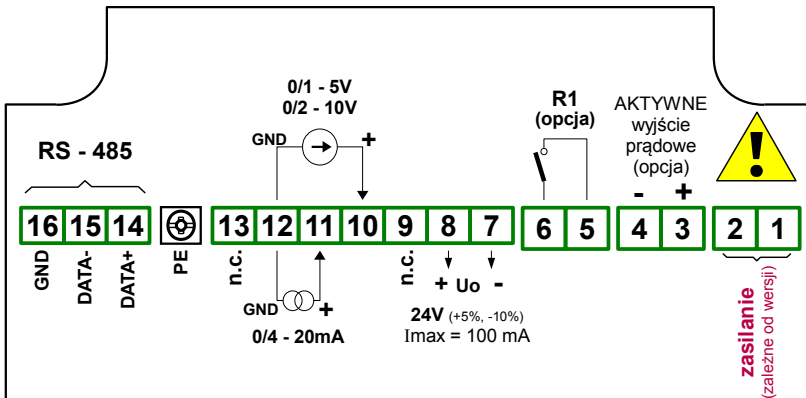 0/1 - 5V
0/2 - 10V
GND
+
RS - 485
R1
(opcja)
AKTYWNE
wyjście
prądowe
(opcja)
- +
!
16 15 14 13 12 11 10 9 8 7 6 5 4 3 2 1
GND
DATA-
DATA+
PE
n.c.
GND
+
0/4 - 20mA
n.c.
+ Uo -
24V (+5%, -10%)
Imax = 100 mA
zasilanie
(zależne od wersji)